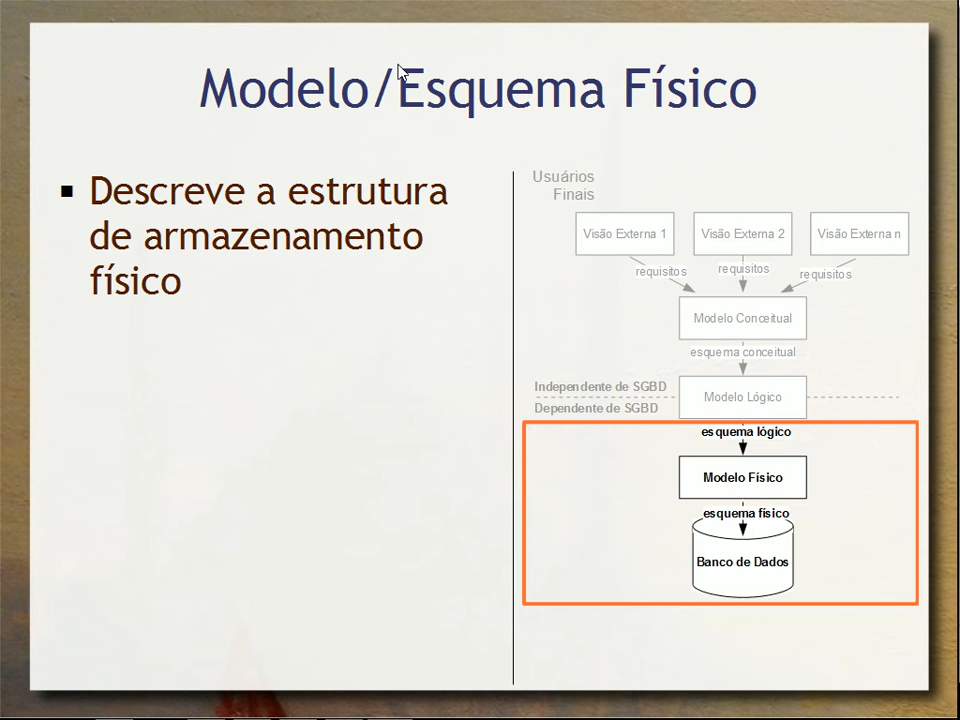 Modelo/Esquema Físico
▪ Descreve a estrutura
de armazenamento
físico
Usuários
Finais
Visão Externa 1
Visão Externa 2
Visão Externa n
requisitos
requisitos
requisitos
Modelo Conceitual
esquema conceitual
Independente de SGBD
Modelo Lógico
Dependente de SGBD
esquema lógico
Modelo Físico
esquema físico
Banco de Dados